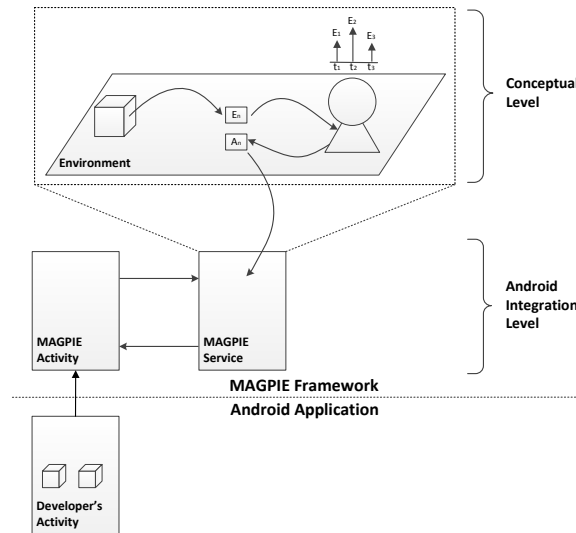 E₂
E₁
E₃
t₁ t₂ t₃
Eₙ
Aₙ
Environment
Conceptual
Level
MAGPIE
Activity
MAGPIE
Service
Android
Integration
Level
MAGPIE Framework
Android Application
Developer's
Activity